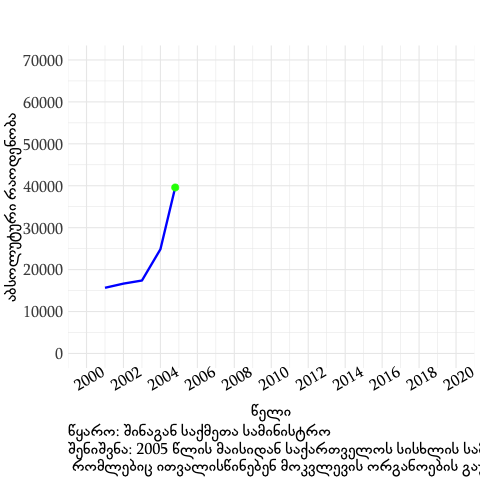 70000
60000
50000
40000
30000
20000
10000
0
აბსოლუტური რაოდენობა
2000 2002 2004 2006 2008 2010 2012 2014 2016 2018 2020
წელი
წყარო: შინაგან საქმეთა სამინისტრო
შენიშვნა: 2005 წლის მაისიდან საქართველოს სისხლის
რომლებიც ითვალისწინებენ მოკვლევის ორგანოების